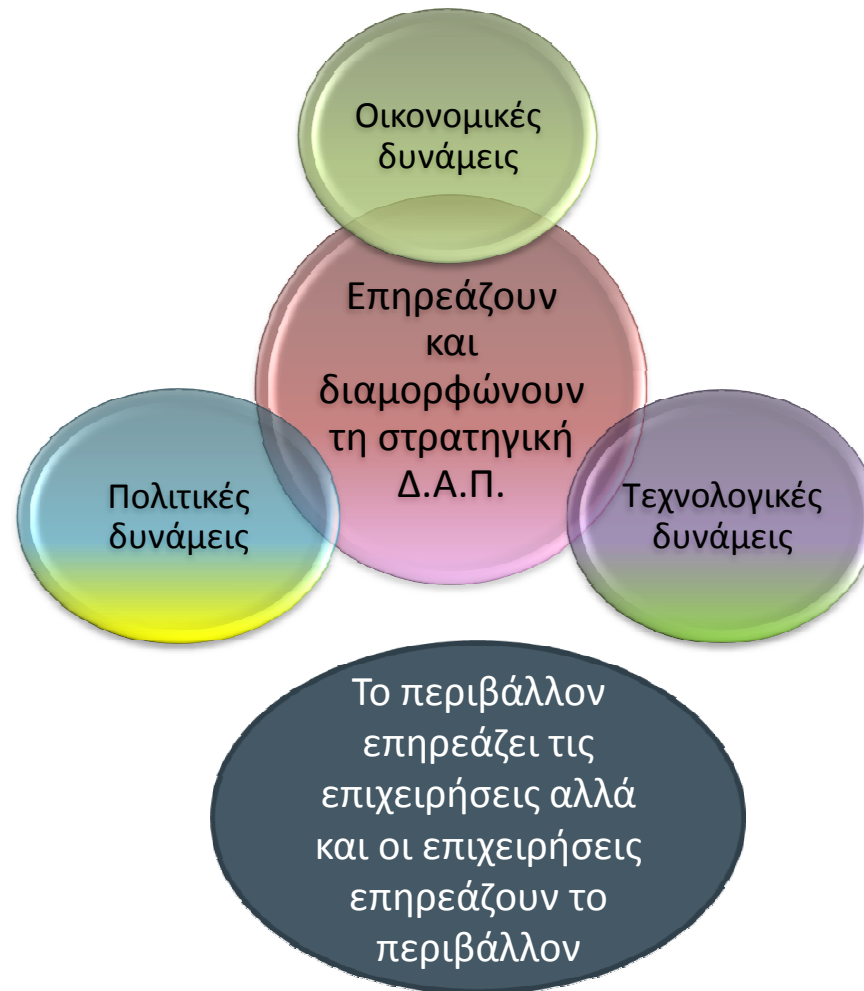 Οικονομικές
δυνάμεις
Επηρεάζουν
και
διαμορφώνουν
τη στρατηγική
Δ.Α.Π.
Πολιτικές
δυνάμεις
Τεχνολογικές
δυνάμεις
Το περιβάλλον
επηρεάζει τις
επιχειρήσεις αλλά
και οι επιχειρήσεις
επηρεάζουν το
περιβάλλον